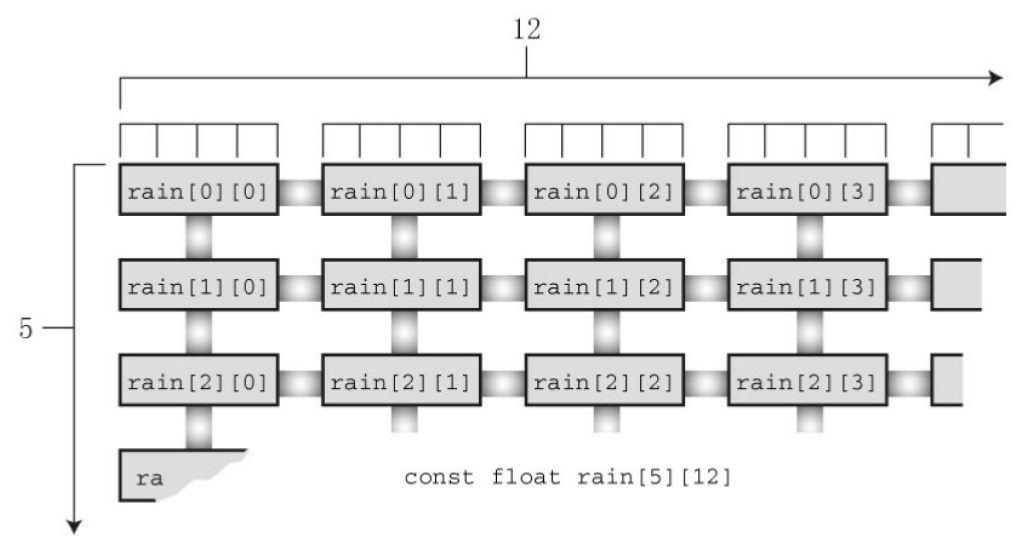 12
rain[0][0] rain[0][1] rain[0][2] rain[0][3]
rain[1][0] rain[1][1] rain[1][2] rain[1][3]
5
rain[2][0] rain[2][1] rain[2][2] rain[2][3]
ra
const float rain[5][12]